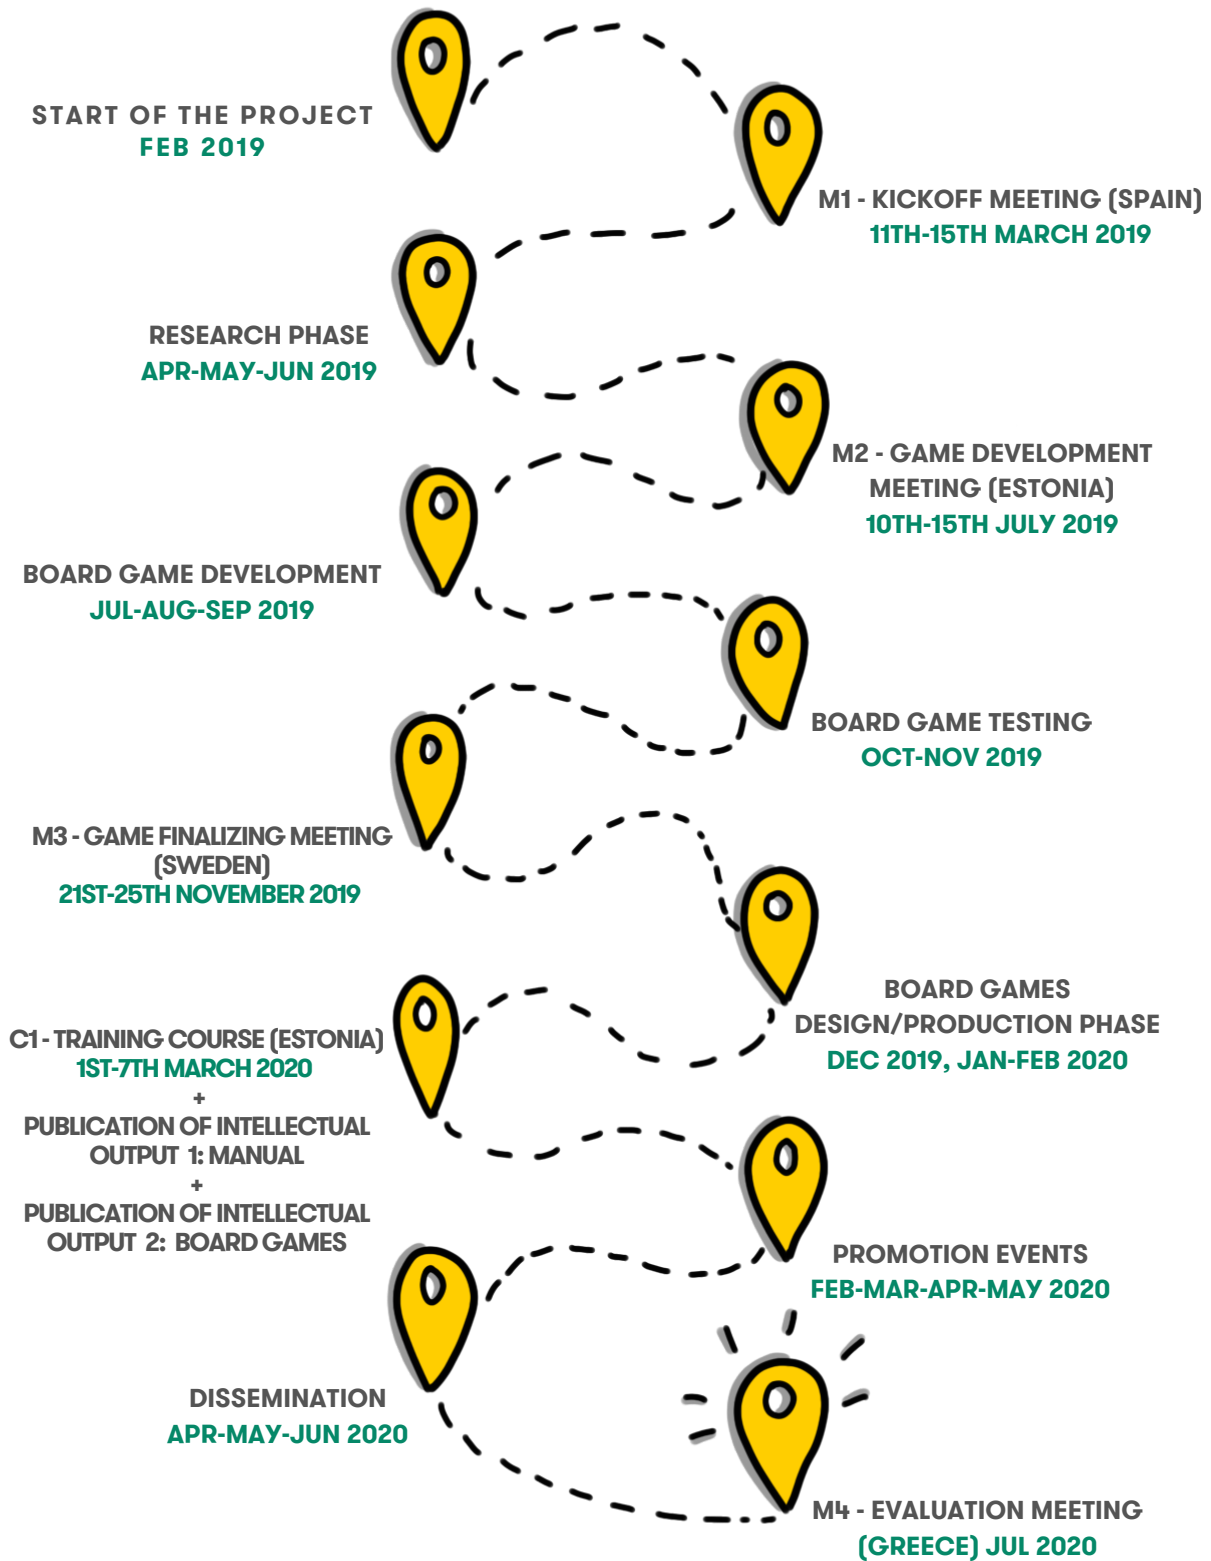 START OF THE PROJECT
FEB 2019
M1 - KICKOFF MEETING (SPAIN)
11TH-15TH MARCH 2019
RESEARCH PHASE
APR-MAY-JUN 2019
M2 - GAME DEVELOPMENT
MEETING (ESTONIA)
10TH-15TH JULY 2019
BOARD GAME DEVELOPMENT
JUL-AUG-SEP 2019
BOARD GAME TESTING
OCT-NOV 2019
M3 - GAME FINALIZING MEETING
(SWEDEN)
21ST-25TH NOVEMBER 2019
BOARD GAMES
DESIGN/PRODUCTION PHASE
DEC 2019, JAN-FEB 2020
C1 - TRAINING COURSE (ESTONIA)
1ST-7TH MARCH 2020
+
PUBLICATION OF INTELLECTUAL
OUTPUT 1: MANUAL
+
PUBLICATION OF INTELLECTUAL
OUTPUT 2: BOARD GAMES
PROMOTION EVENTS
FEB-MAR-APR-MAY 2020
DISSEMINATION
APR-MAY-JUN 2020
M4 - EVALUATION MEETING
(GREECE) JUL 2020